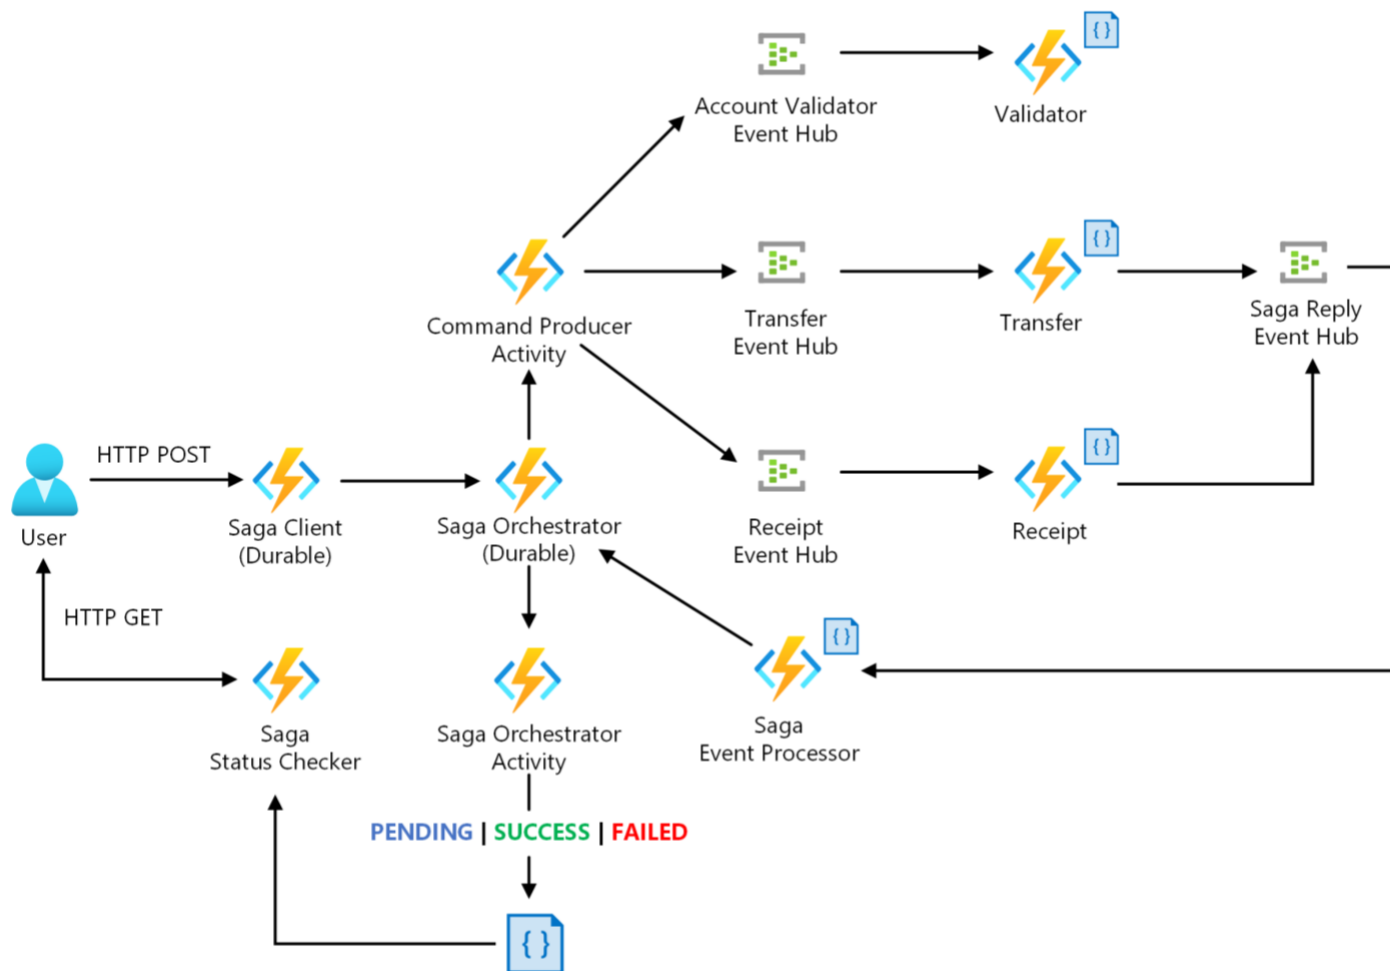 Account Validator
Event Hub
Validator
Command Producer
Activity
Transfer
Event Hub
Transfer
Saga Reply
Event Hub
HTTP POST
User
Saga Client
(Durable)
Saga Orchestrator
(Durable)
Receipt
Event Hub
Receipt
HTTP GET
Saga
Status Checker
Saga Orchestrator
Activity
Saga
Event Processor
PENDING | SUCCESS | FAILED